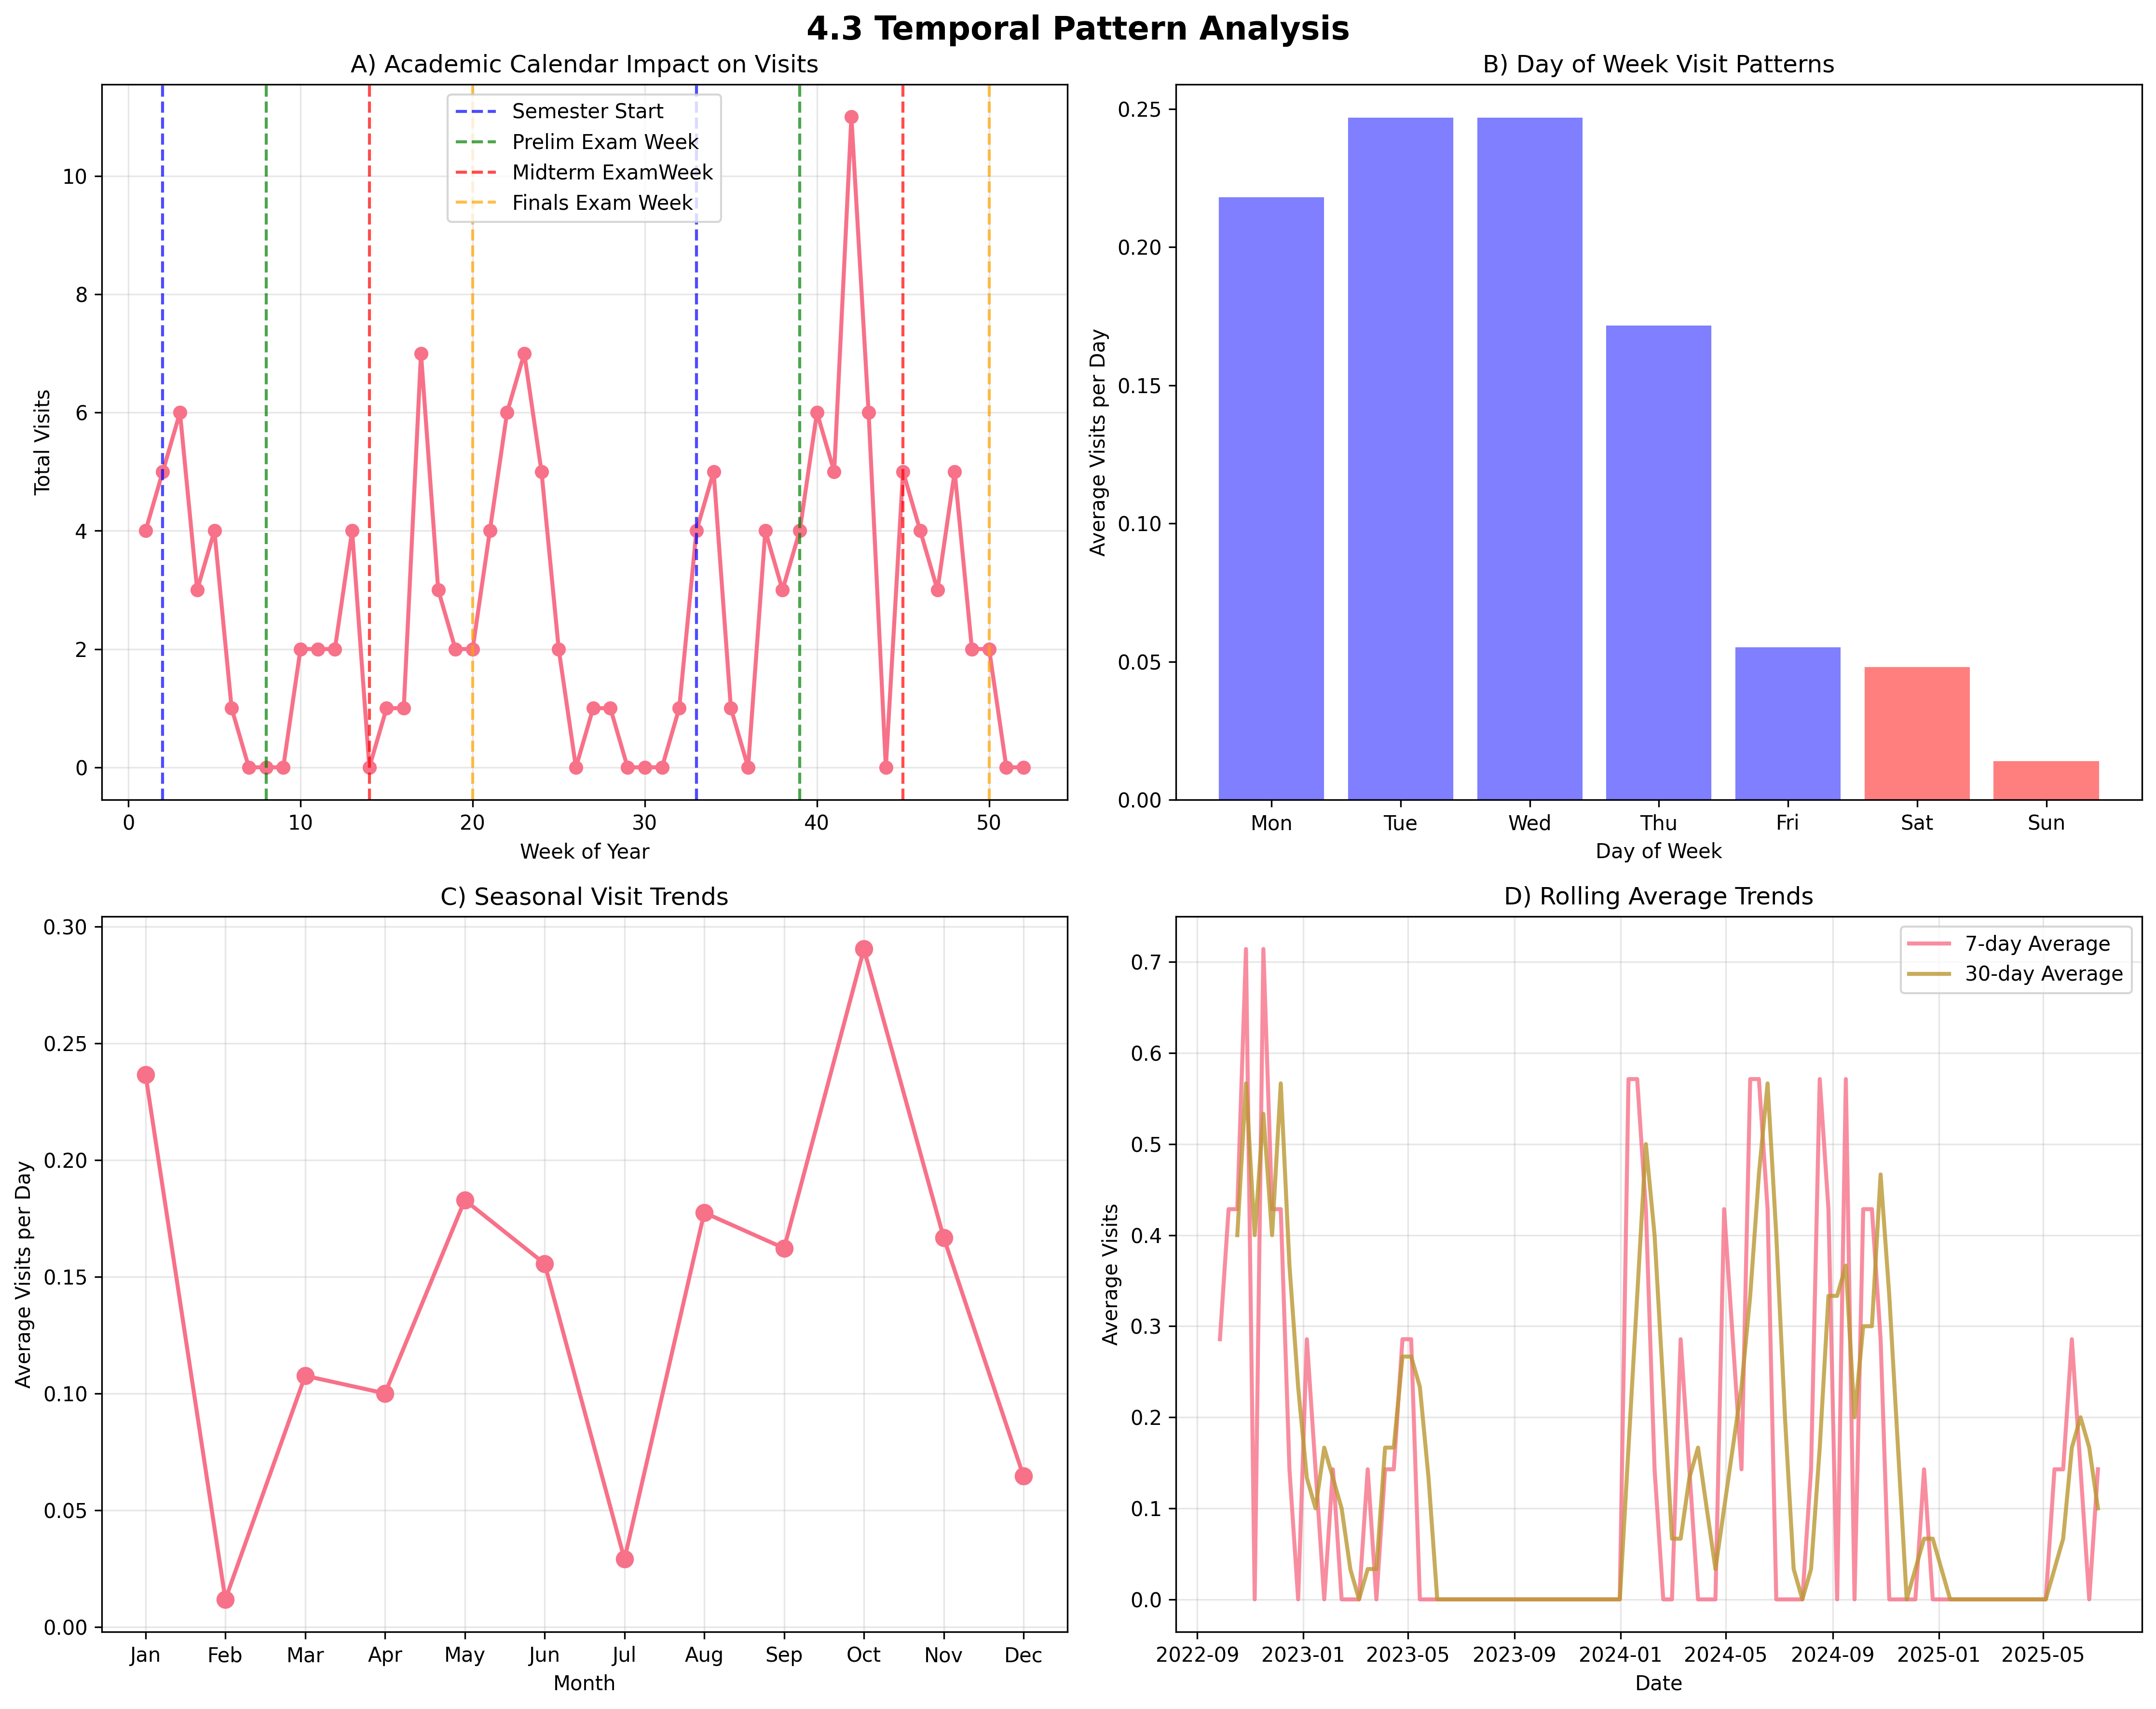 4.3 Temporal Pattern Analysis
A) Academic Calendar Impact on Visits
Semester Start
Prelim Exam Week
Midterm ExamWeek
Finals Exam Week
Total Visits
10
8
6
4
2
0
0 10 20 30 40 50
Week of Year
B) Day of Week Visit Patterns
Average Visits per Day
0.25
0.20
0.15
0.10
0.05
0.00
Mon Tue Wed Thu Fri Sat Sun
Day of Week
C) Seasonal Visit Trends
Average Visits per Day
0.30
0.25
0.20
0.15
0.10
0.05
0.00
Jan Feb Mar Apr May Jun Jul Aug Sep Oct Nov Dec
Month
D) Rolling Average Trends
7-day Average
30-day Average
Average Visits
0.7
0.6
0.5
0.4
0.3
0.2
0.1
0.0
2022-09 2023-01 2023-05 2023-09 2024-01 2024-05 2024-09 2025-01 2025-05
Date